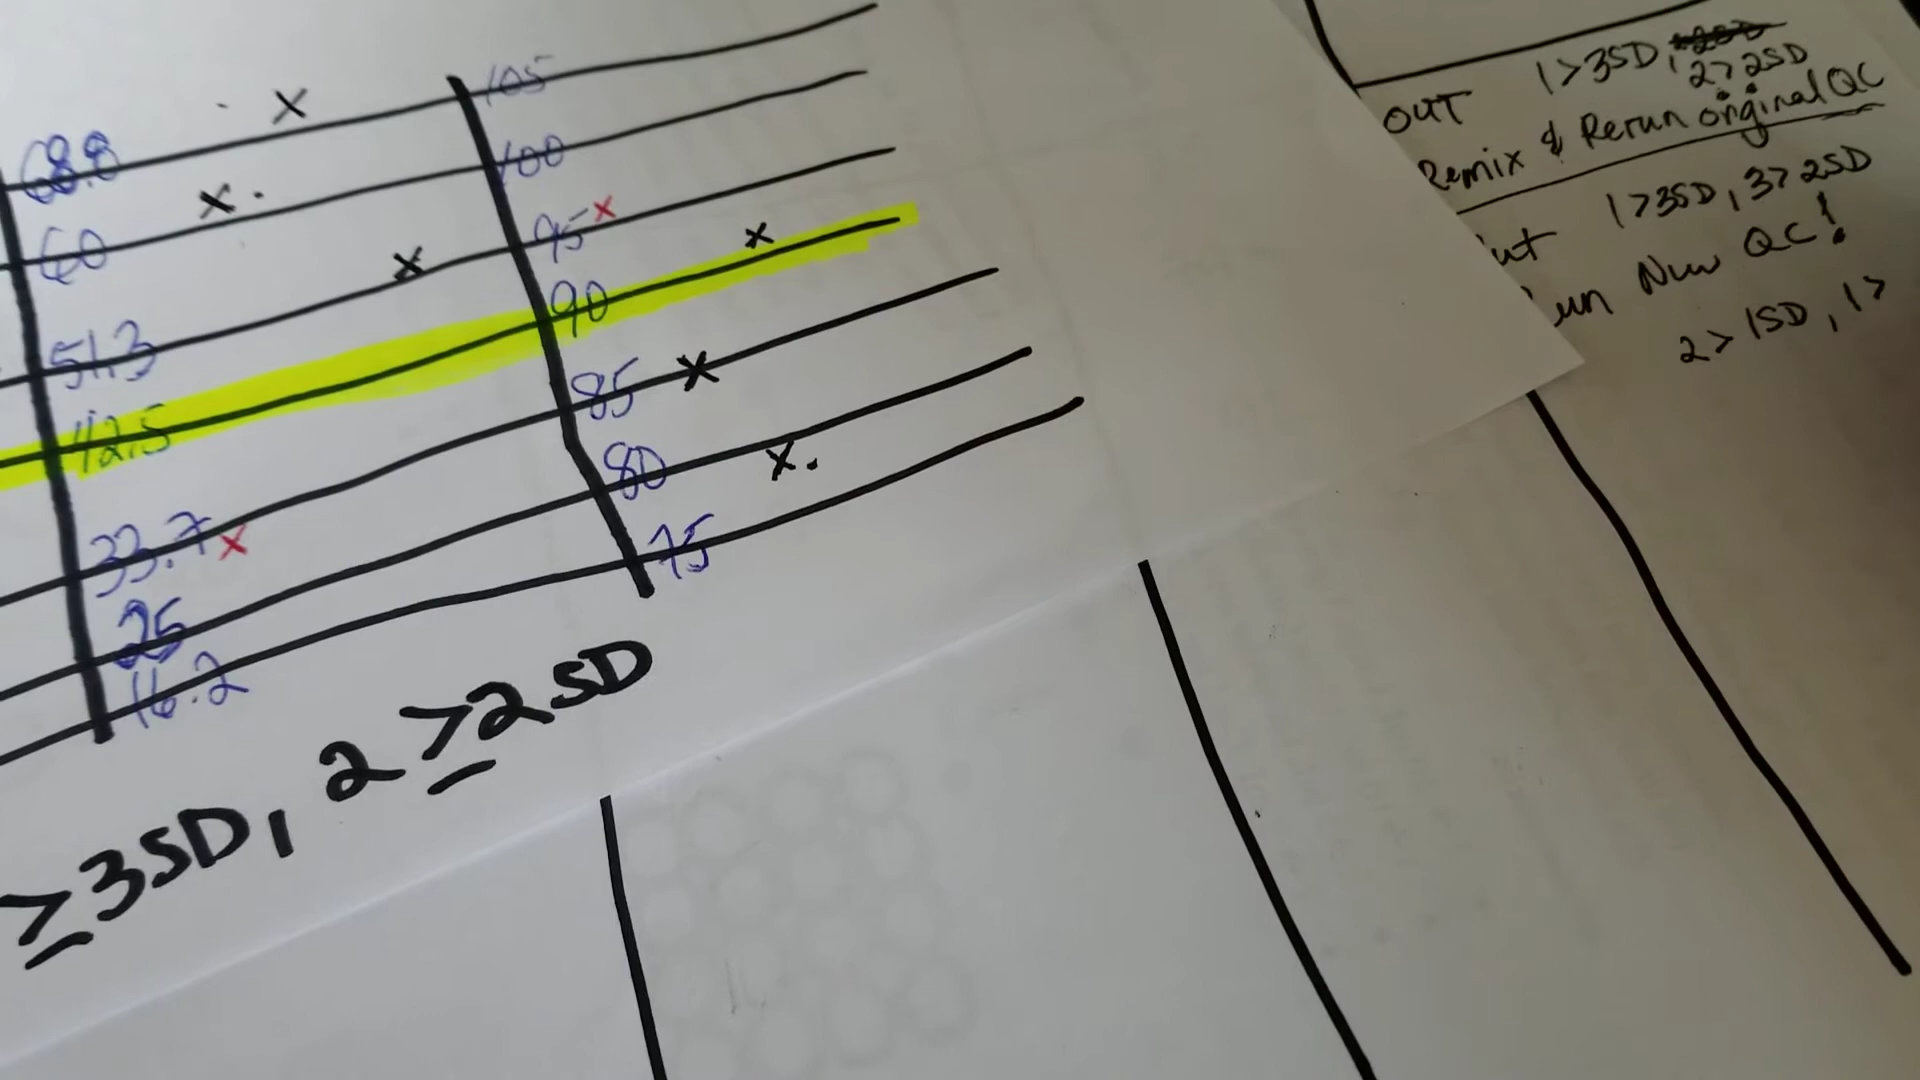 68.8
60
51.3
42.5
33.7 x
25
16.2
x
x .
x
105
100
95 x
90 x
85 x
80
x .
75
≥3SD, 2 ≥2SD
OUT 1>3SD, 2>2SD
Remix & Rerun original QC
ut 1>3SD, 3>2SD
un New QC!
2>1SD, 1>